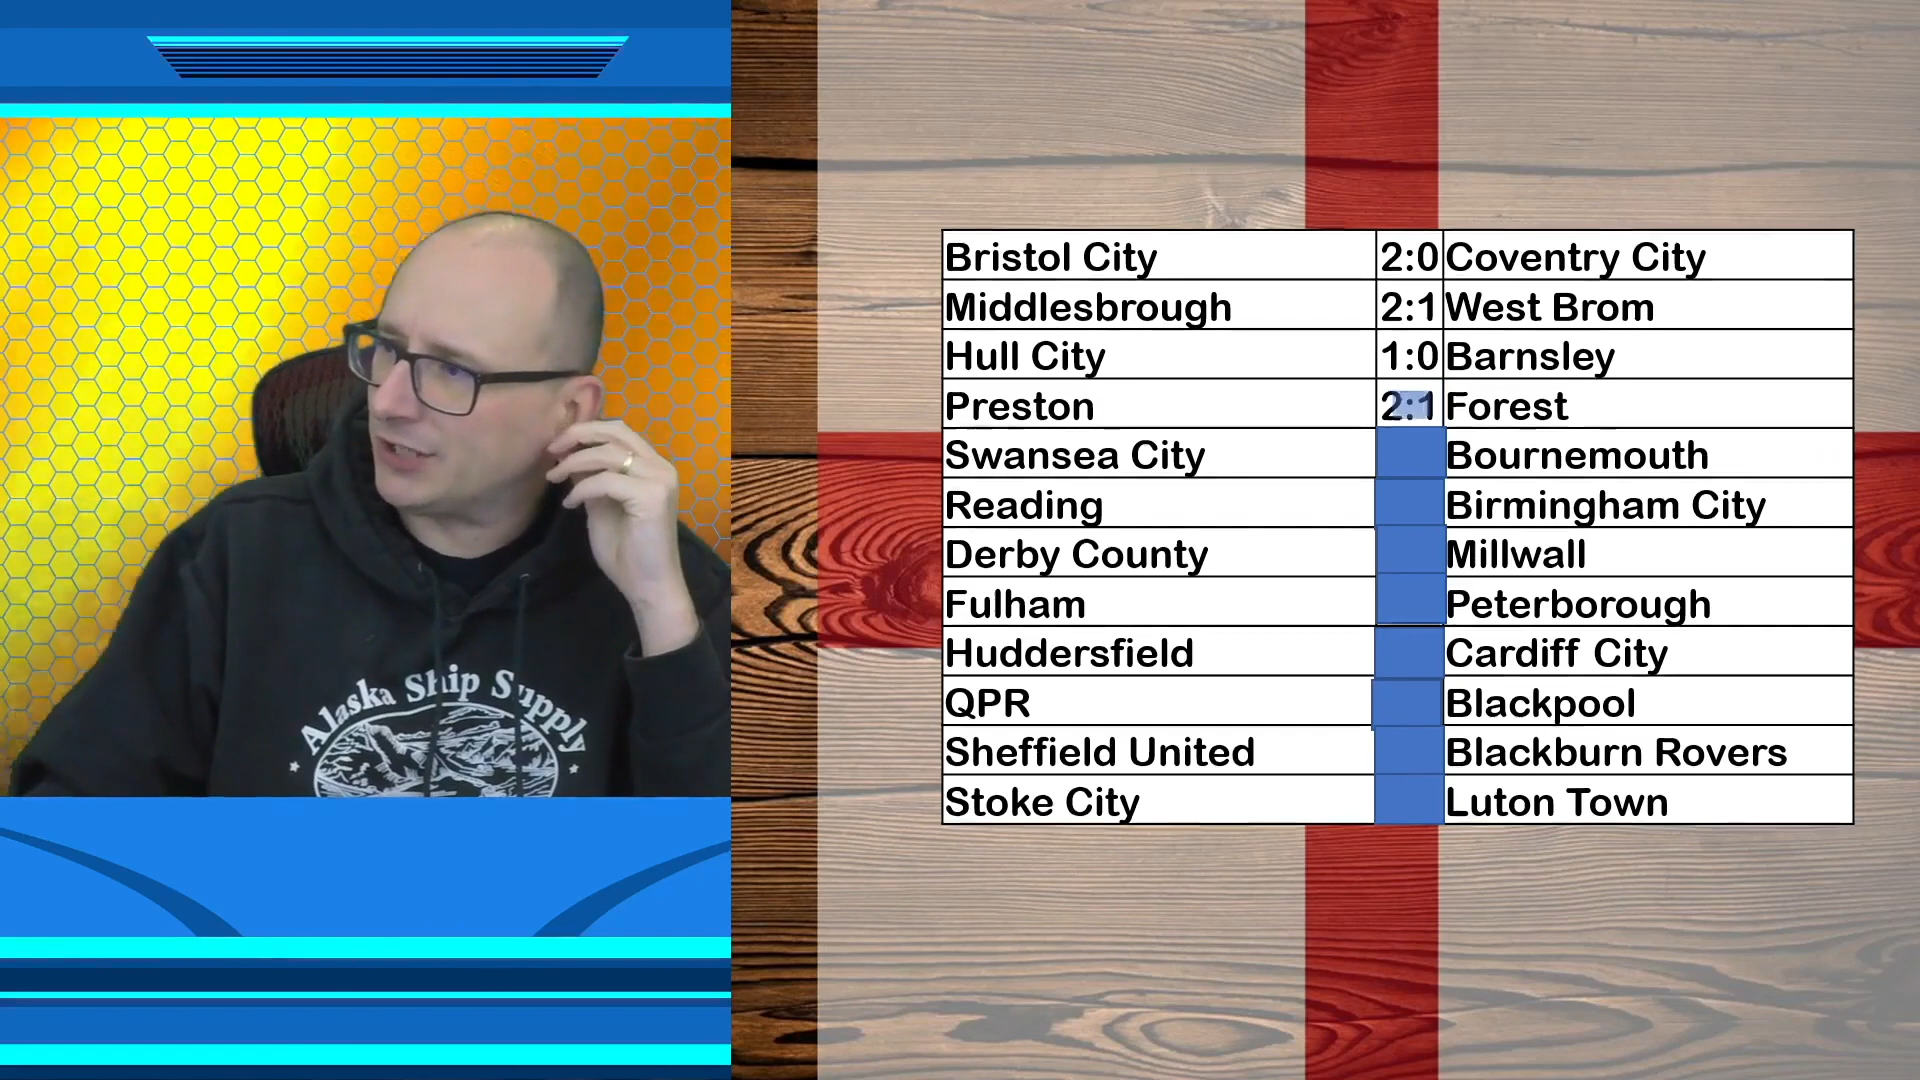 Alaska Ship Supply
Bristol City 2:0 Coventry City
Middlesbrough 2:1 West Brom
Hull City 1:0 Barnsley
Preston 2:1 Forest
Swansea City Bournemouth
Reading Birmingham City
Derby County Millwall
Fulham Peterborough
Huddersfield Cardiff City
QPR Blackpool
Sheffield United Blackburn Rovers
Stoke City Luton Town